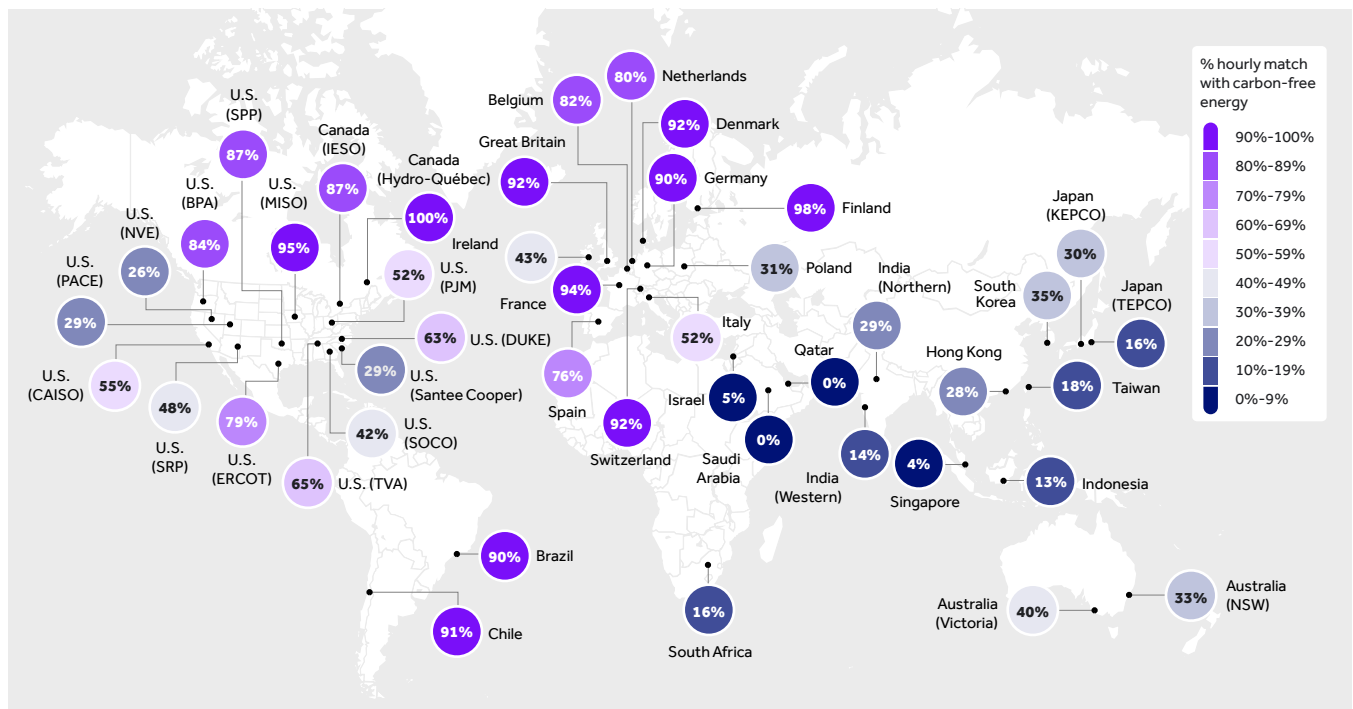 U.S.
(SPP)
87%
Canada
(IESO)
87%
Canada
(Hydro-Québec)
100%
U.S.
(BPA)
84%
U.S.
(MISO)
95%
U.S.
(NVE)
26%
U.S.
(PACE)
29%
52%
U.S.
PJM)
63%
U.S. (DUKE)
29%
U.S.
(Santee Cooper)
U.S.
(CAISO)
55%
48%
U.S.
(SRP)
79%
U.S.
(ERCOT)
42%
U.S.
(SOCO)
65%
U.S. (TVA)
90%
Brazil
91%
Chile
80%
Netherlands
Belgium
82%
92%
Denmark
Great Britain
92%
90%
Germany
98%
Finland
Ireland
43%
31%
Poland
France
94%
52%
Italy
76%
Spain
92%
Switzerland
Israel
5%
Qatar
0%
0%
Saudi
Arabia
India
(Northern)
29%
14%
India
(Western)
4%
Singapore
Hong Kong
28%
South
Korea
35%
Japan
(KEPCO)
30%
Japan
(TEPCO)
16%
18%
Taiwan
13%
Indonesia
16%
South Africa
Australia
(Victoria)
40%
33%
Australia
(NSW)
% hourly match
with carbon-free
energy
90%-100%
80%-89%
70%-79%
60%-69%
50%-59%
40%-49%
30%-39%
20%-29%
10%-19%
0%-9%